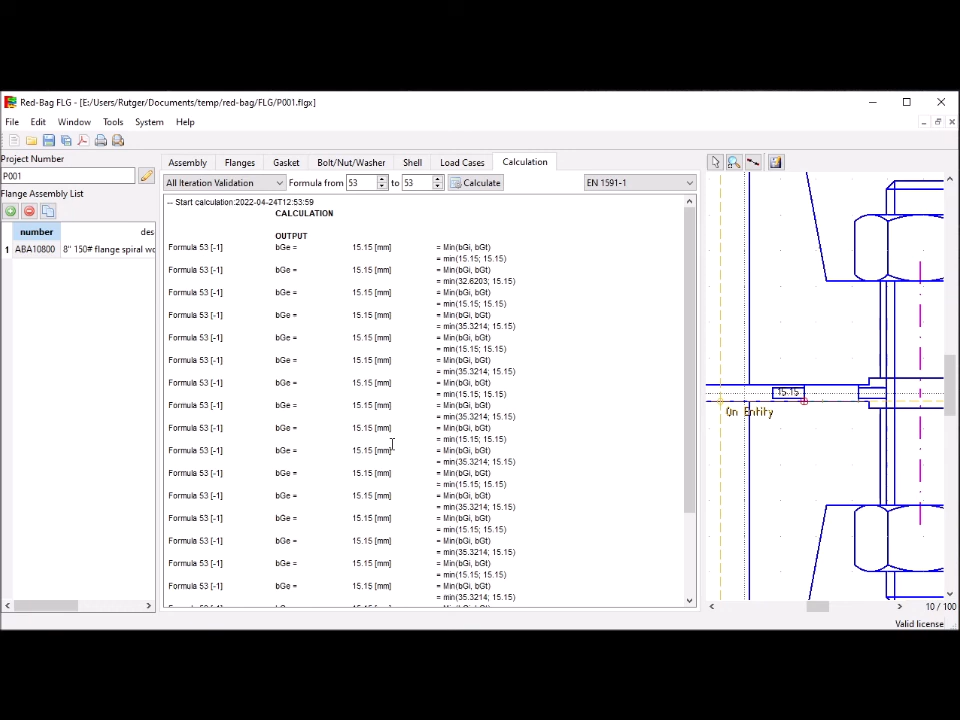 Red-Bag FLG - [E:/Users/Rutger/Documents/temp/red-bag/FLG/P001.flgx]
File Edit Window Tools System Help
Project Number
P001
Flange Assembly List
number des
1 ABA10800 8" 150# flange spiral wo
Assembly Flanges Gasket Bolt/Nut/Washer Shell Load Cases Calculation
All Iteration Validation Formula from 53 to 53 Calculate EN 1591-1
-- Start calculation:2022-04-24T12:53:59
CALCULATION
OUTPUT
Formula 53 [-1] bGe = 15.15 [mm] = Min(bGi, bGt)
= min(15.15; 15.15)
Formula 53 [-1] bGe = 15.15 [mm] = Min(bGi, bGt)
= min(32.6203; 15.15)
Formula 53 [-1] bGe = 15.15 [mm] = Min(bGi, bGt)
= min(15.15; 15.15)
Formula 53 [-1] bGe = 15.15 [mm] = Min(bGi, bGt)
= min(35.3214; 15.15)
Formula 53 [-1] bGe = 15.15 [mm] = Min(bGi, bGt)
= min(15.15; 15.15)
Formula 53 [-1] bGe = 15.15 [mm] = Min(bGi, bGt)
= min(35.3214; 15.15)
Formula 53 [-1] bGe = 15.15 [mm] = Min(bGi, bGt)
= min(15.15; 15.15)
Formula 53 [-1] bGe = 15.15 [mm] = Min(bGi, bGt)
= min(35.3214; 15.15)
Formula 53 [-1] bGe = 15.15 [mm] = Min(bGi, bGt)
= min(15.15; 15.15)
Formula 53 [-1] bGe = 15.15 [mm] = Min(bGi, bGt)
= min(35.3214; 15.15)
Formula 53 [-1] bGe = 15.15 [mm] = Min(bGi, bGt)
= min(15.15; 15.15)
Formula 53 [-1] bGe = 15.15 [mm] = Min(bGi, bGt)
= min(35.3214; 15.15)
Formula 53 [-1] bGe = 15.15 [mm] = Min(bGi, bGt)
= min(15.15; 15.15)
Formula 53 [-1] bGe = 15.15 [mm] = Min(bGi, bGt)
= min(35.3214; 15.15)
Formula 53 [-1] bGe = 15.15 [mm] = Min(bGi, bGt)
= min(15.15; 15.15)
Formula 53 [-1] bGe = 15.15 [mm] = Min(bGi, bGt)
= min(35.3214; 15.15)
15.15
On Entity
10 / 100
Valid license